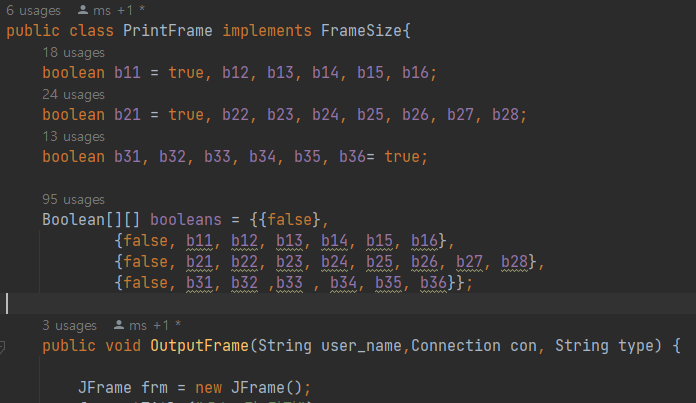 6 usages ms +1 *
public class PrintFrame implements FrameSize{
18 usages
boolean b11 = true, b12, b13, b14, b15, b16;
24 usages
boolean b21 = true, b22, b23, b24, b25, b26, b27, b28;
13 usages
boolean b31, b32, b33, b34, b35, b36= true;
95 usages
Boolean[][] booleans = {{false},
{false, b11, b12, b13, b14, b15, b16},
{false, b21, b22, b23, b24, b25, b26, b27, b28},
{false, b31, b32 ,b33 , b34, b35, b36}};
3 usages ms +1 *
public void OutputFrame(String user_name,Connection con, String type) {
JFrame frm = new JFrame();